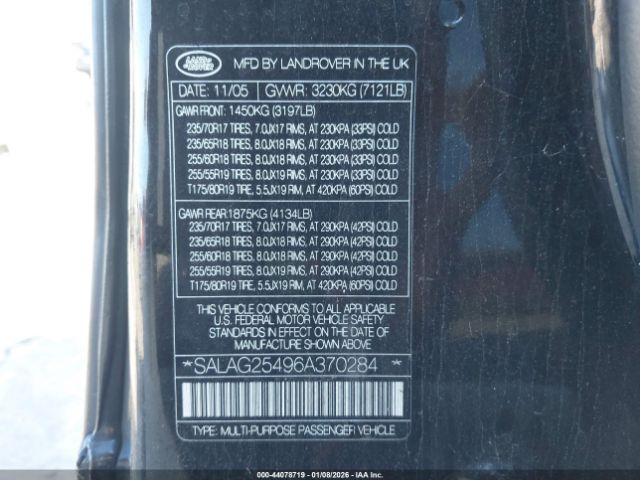 LAND ROVER
MFD BY LANDROVER IN THE UK
DATE: 11/05 GVWR: 3230KG (7121LB)
GAWR FRONT: 1450KG (3197LB)
235/70R17 TIRES, 7.0JX17 RIMS, AT 230KPA (33PSI) COLD
235/65R18 TIRES, 8.0JX18 RIMS, AT 230KPA (33PSI) COLD
255/60R18 TIRES, 8.0JX18 RIMS, AT 230KPA (33PSI) COLD
255/55R19 TIRES, 8.0JX19 RIMS, AT 230KPA (33PSI) COLD
T175/80R19 TIRE, 5.5JX19 RIM, AT 420KPA (60PSI) COLD
GAWR REAR: 1875KG (4134LB)
235/70R17 TIRES, 7.0JX17 RIMS, AT 290KPA (42PSI) COLD
235/65R18 TIRES, 8.0JX18 RIMS, AT 290KPA (42PSI) COLD
255/60R18 TIRES, 8.0JX18 RIMS, AT 290KPA (42PSI) COLD
255/55R19 TIRES, 8.0JX19 RIMS, AT 290KPA (42PSI) COLD
T175/80R19 TIRE, 5.5JX19 RIM, AT 420KPA (60PSI) COLD
THIS VEHICLE CONFORMS TO ALL APPLICABLE
U.S. FEDERAL MOTOR VEHICLE SAFETY
STANDARDS IN EFFECT ON THE DATE OF
MANUFACTURE SHOWN ABOVE
*SALAG25496A370284 *
TYPE: MULTI-PURPOSE PASSENGER VEHICLE
000-44078719 | 01/08/2026 - IAA Inc.